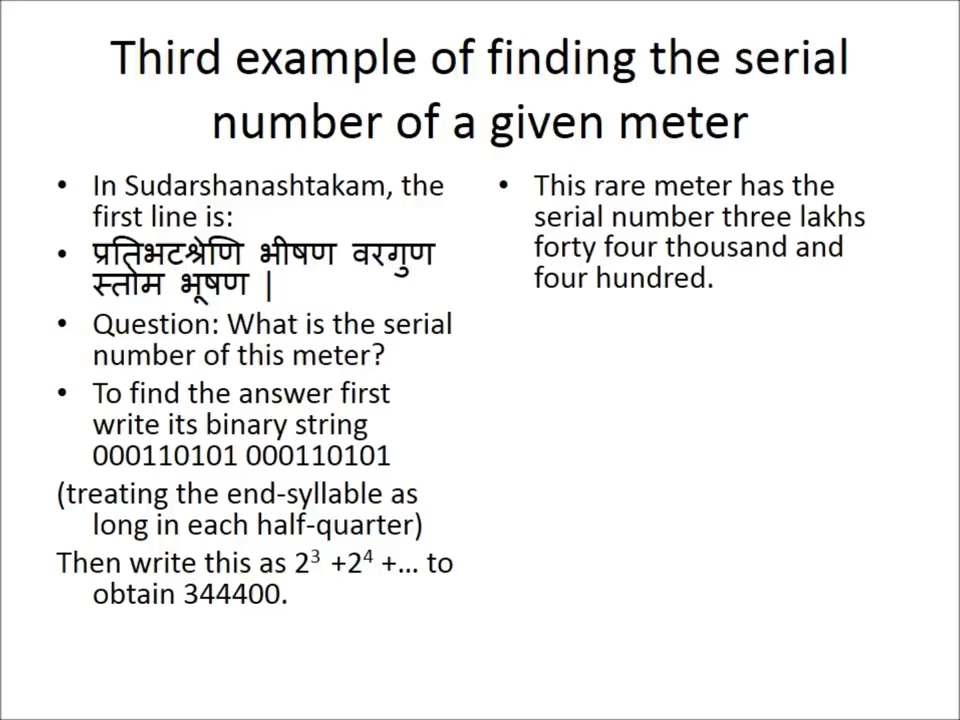 Third example of finding the serial
number of a given meter
• In Sudarshanashtakam, the
first line is:
• प्रतिभटश्रेणि भीषण वरगुण
स्तोम भूषण |
• Question: What is the serial
number of this meter?
• To find the answer first
write its binary string
000110101 000110101
(treating the end-syllable as
long in each half-quarter)
Then write this as 2³ +2⁴ +... to
obtain 344400.
• This rare meter has the
serial number three lakhs
forty four thousand and
four hundred.